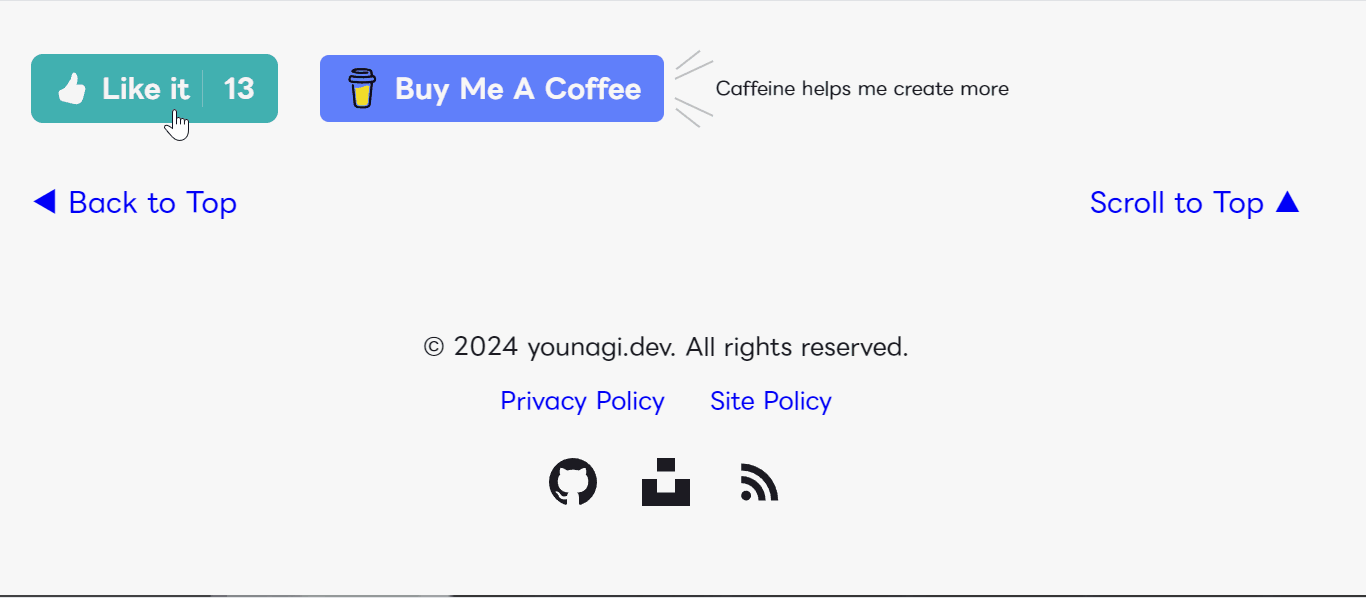 Like it 13
Buy Me A Coffee
Caffeine helps me create more
◀ Back to Top
Scroll to Top ▲
© 2024 younagi.dev. All rights reserved.
Privacy Policy Site Policy